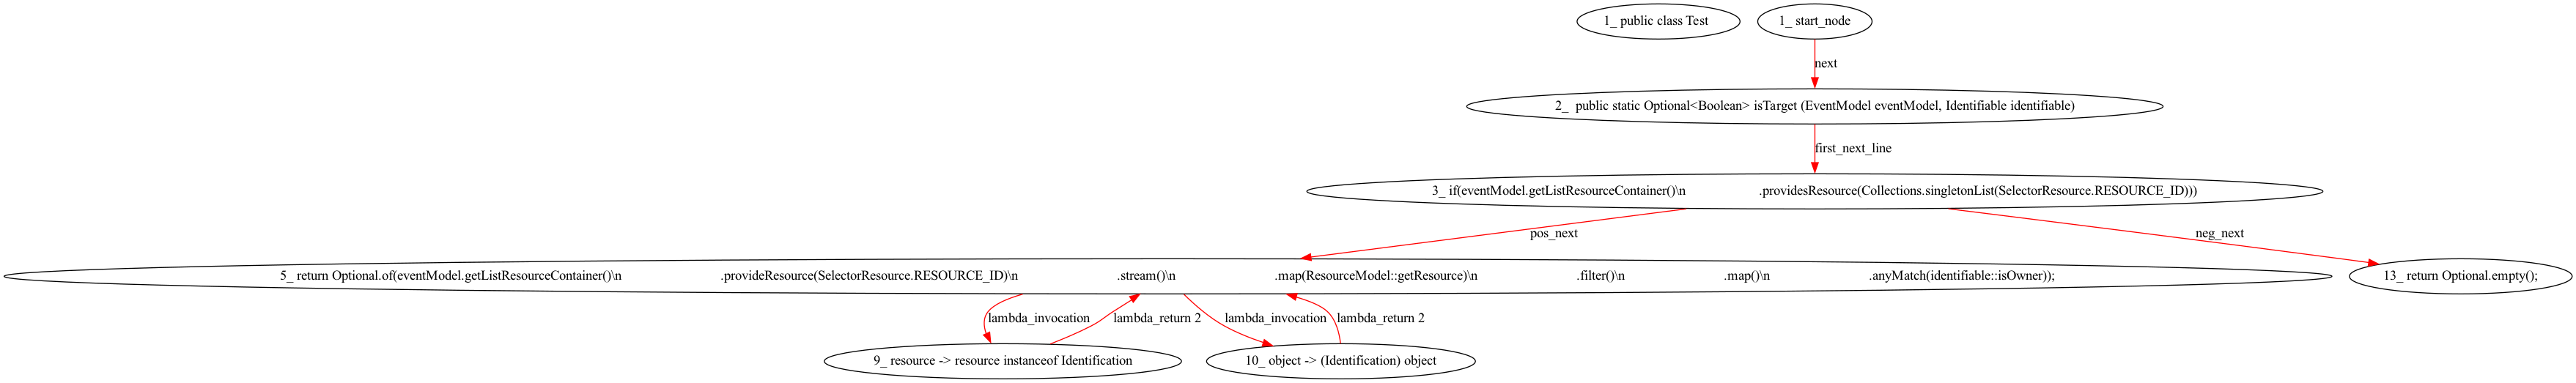 1_ public class Test
1_ start_node
next
2_  public static Optional<Boolean> isTarget (EventModel eventModel, Identifiable identifiable)
first_next_line
3_ if(eventModel.getListResourceContainer()\n                    .providesResource(Collections.singletonList(SelectorResource.RESOURCE_ID)))
pos_next
neg_next
5_ return Optional.of(eventModel.getListResourceContainer()\n                            .provideResource(SelectorResource.RESOURCE_ID)\n                            .stream()\n                            .map(ResourceModel::getResource)\n                            .filter()\n                            .map()\n                            .anyMatch(identifiable::isOwner));
13_ return Optional.empty();
lambda_invocation
lambda_return 2
lambda_invocation
lambda_return 2
9_ resource -> resource instanceof Identification
10_ object -> (Identification) object